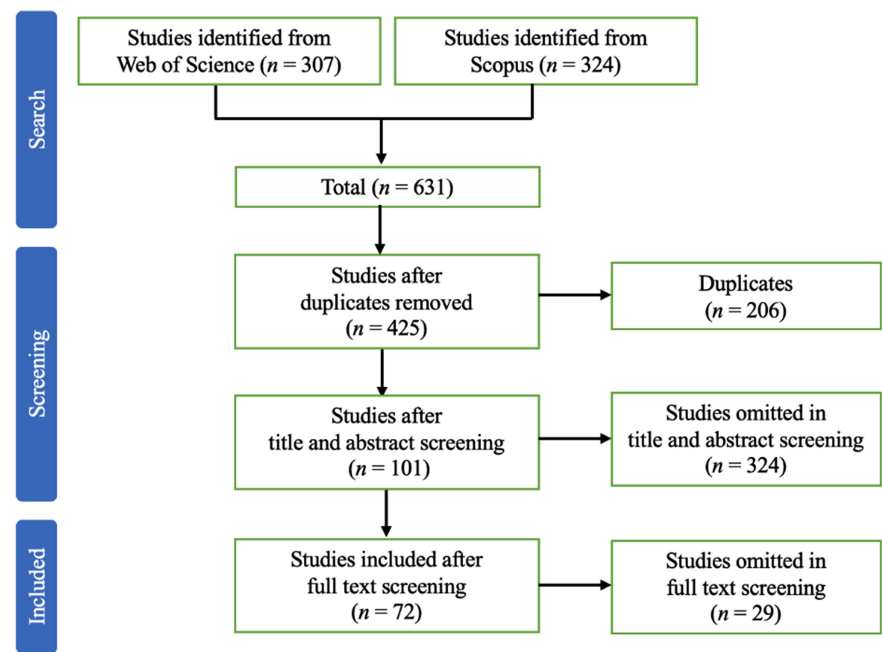 Search
Studies identified from
Web of Science (n = 307)
Studies identified from
Scopus (n = 324)
Total (n = 631)
Screening
Studies after
duplicates removed
(n = 425)
Duplicates
(n = 206)
Studies after
title and abstract screening
(n = 101)
Studies omitted in
title and abstract screening
(n = 324)
Included
Studies included after
full text screening
(n = 72)
Studies omitted in
full text screening
(n = 29)